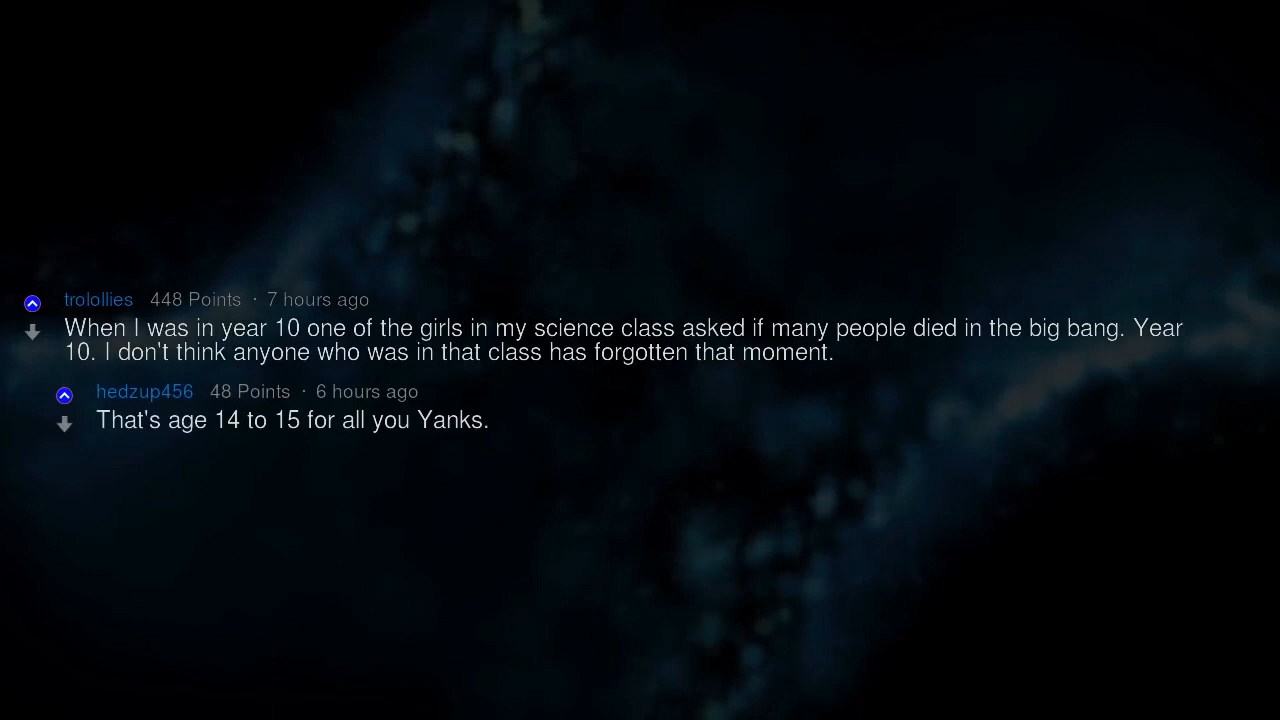 trolollies 448 Points · 7 hours ago
When I was in year 10 one of the girls in my science class asked if many people died in the big bang. Year
10. I don't think anyone who was in that class has forgotten that moment.
hedzup456 48 Points · 6 hours ago
That's age 14 to 15 for all you Yanks.